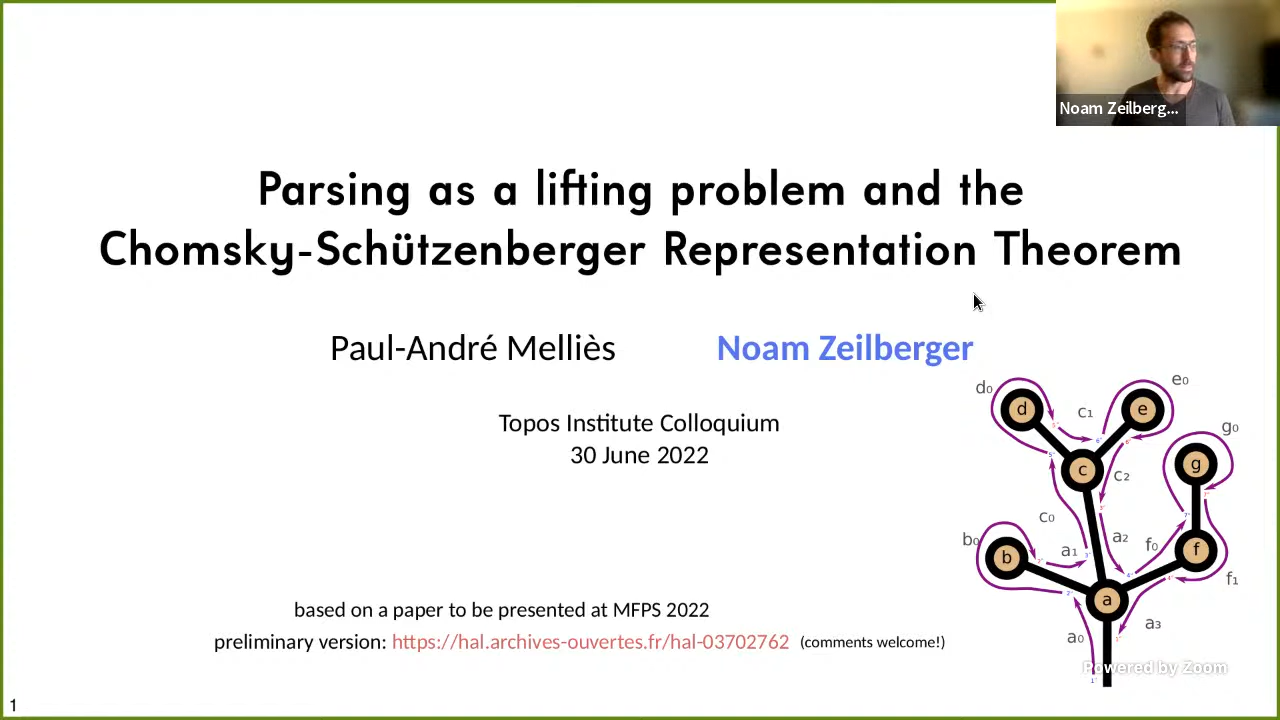 Noam Zeilberg...
Parsing as a lifting problem and the
Chomsky-Schützenberger Representation Theorem
Paul-André Melliès Noam Zeilberger
Topos Institute Colloquium
30 June 2022
d₀ e₀
d c₁ e
g₀
c c₂ g
c₀
b₀ b a₁ a₂ f₀ f
f₁
a
a₀ a₃
based on a paper to be presented at MFPS 2022
preliminary version: https://hal.archives-ouvertes.fr/hal-03702762 (comments welcome!)
Powered by Zoom
1